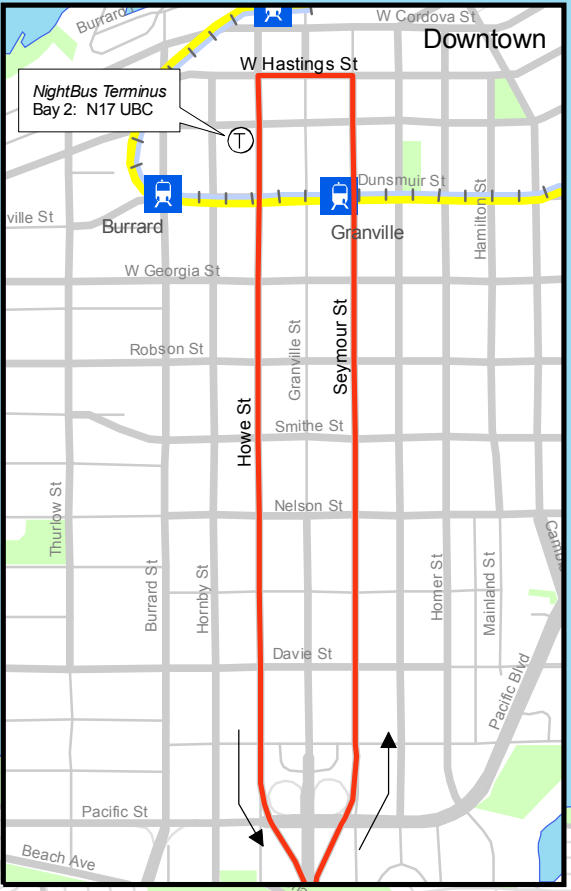 Burrard
W Cordova St
Downtown
W Hastings St
NightBus Terminus
Bay 2: N17 UBC
T
Dunsmuir St
ville St
Burrard
Granville
Hamilton St
W Georgia St
Robson St
Granville St
Seymour St
Howe St
Smithe St
Nelson St
Thurlow St
Burrard St
Hornby St
Homer St
Mainland St
Cambie
Davie St
Pacific Blvd
Pacific St
Beach Ave